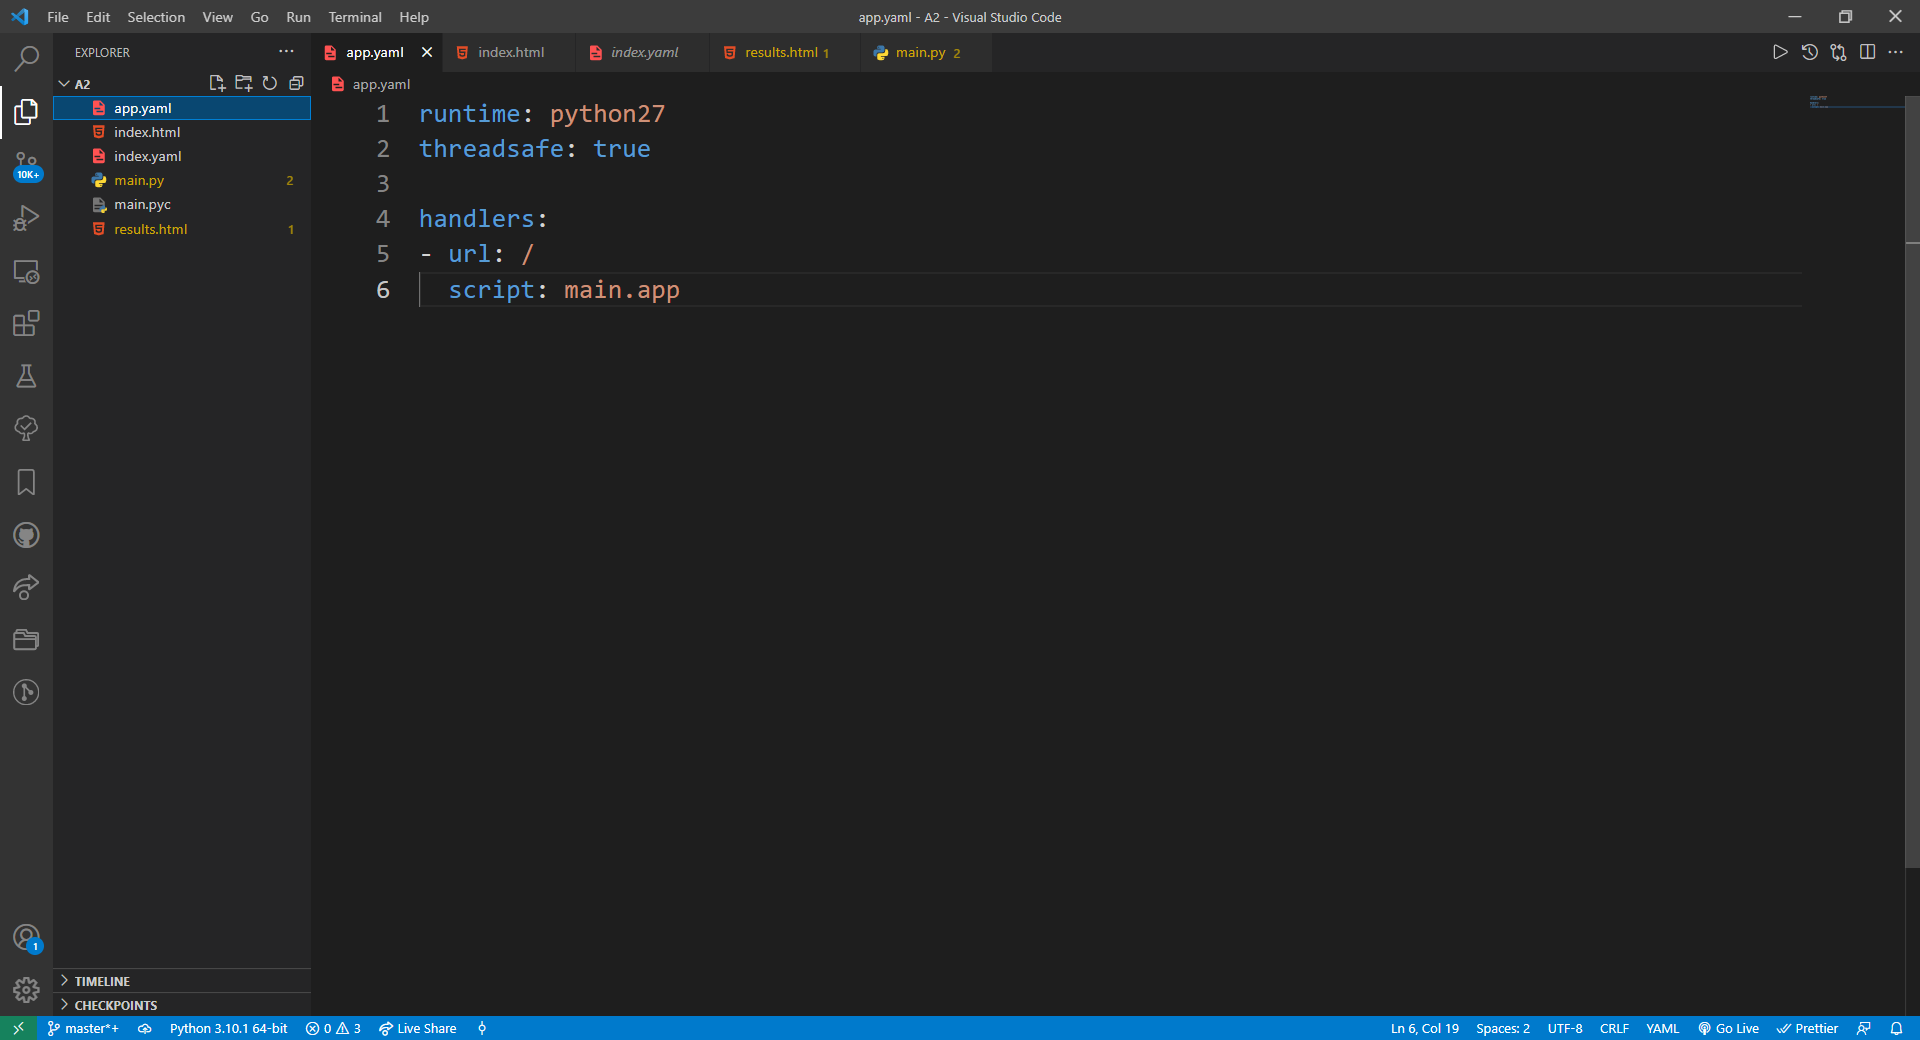 File Edit Selection View Go Run Terminal Help
app.yaml - A2 - Visual Studio Code
EXPLORER
app.yaml
index.html
index.yaml
results.html 1
main.py 2
A2
app.yaml
app.yaml
index.html
index.yaml
main.py 2
main.pyc
results.html 1
10K+
1 runtime: python27
2 threadsafe: true
3
4 handlers:
5 - url: /
6 script: main.app
1
TIMELINE
CHECKPOINTS
master*+ Python 3.10.1 64-bit 0 3 Live Share Ln 6, Col 19 Spaces: 2 UTF-8 CRLF YAML Go Live Prettier